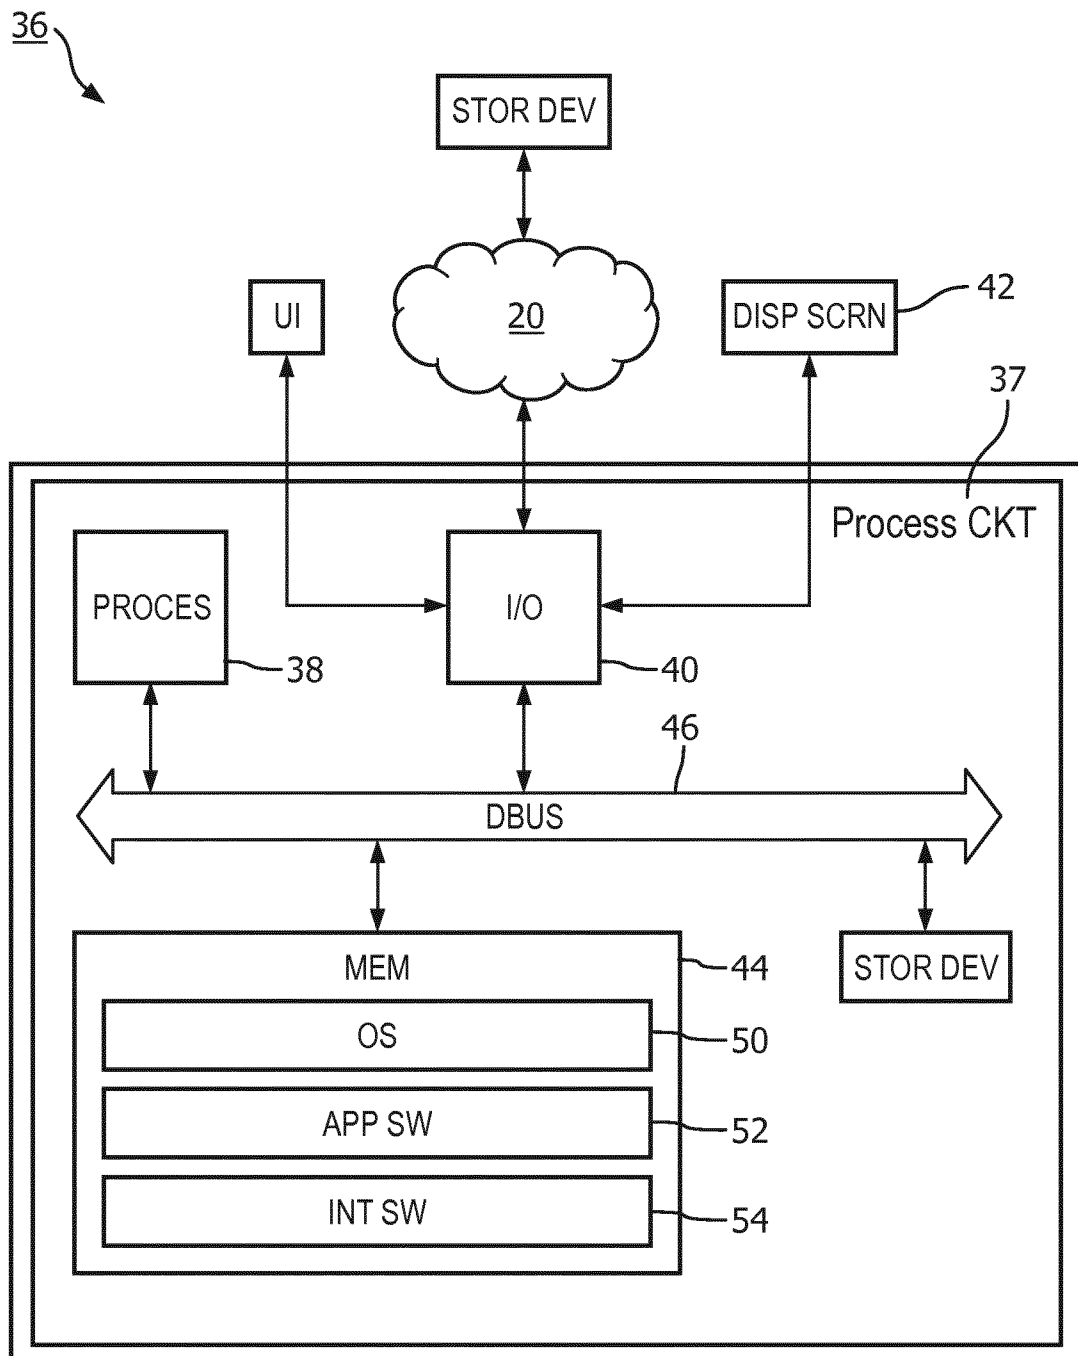 36
STOR DEV
UI
20
DISP SCRN
42
37
Process CKT
PROCES
I/O
38
40
46
DBUS
MEM
44
STOR DEV
OS
50
APP SW
52
INT SW
54